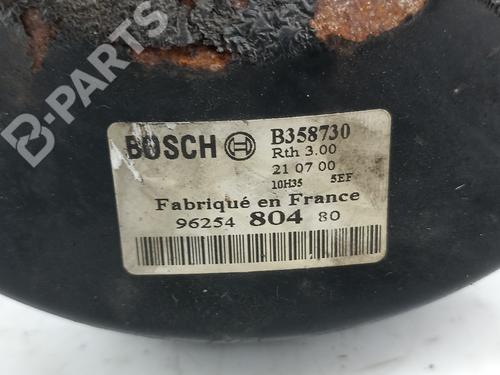 B-PARTS
BOSCH B358730
Rth 3.00
21 07 00
10H35 5EF
Fabriqué en France
96254 804 80